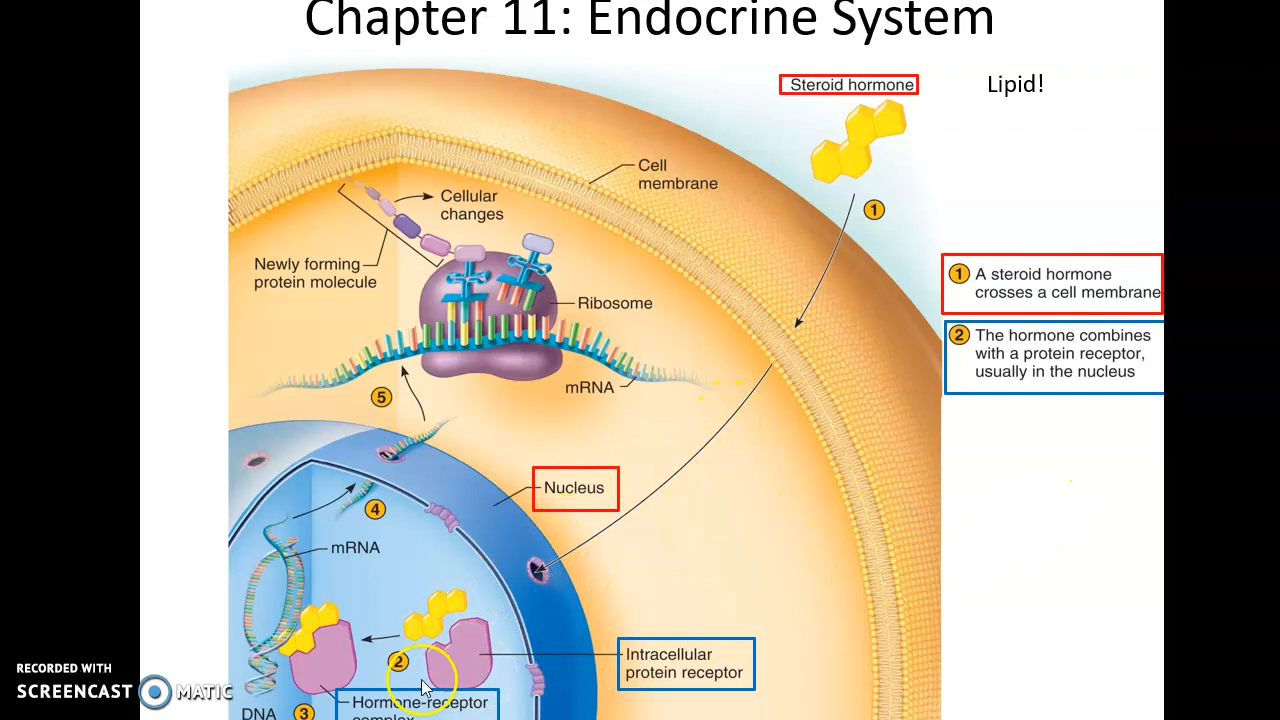 Chapter 11: Endocrine System
Steroid hormone
Lipid!
Cell
membrane
1
Cellular
changes
Newly forming
protein molecule
1 A steroid hormone
crosses a cell membrane
Ribosome
2 The hormone combines
with a protein receptor,
usually in the nucleus
mRNA
5
Nucleus
4
mRNA
2
Intracellular
protein receptor
Hormone-receptor
complex
DNA
3
RECORDED WITH
SCREENCAST MATIC